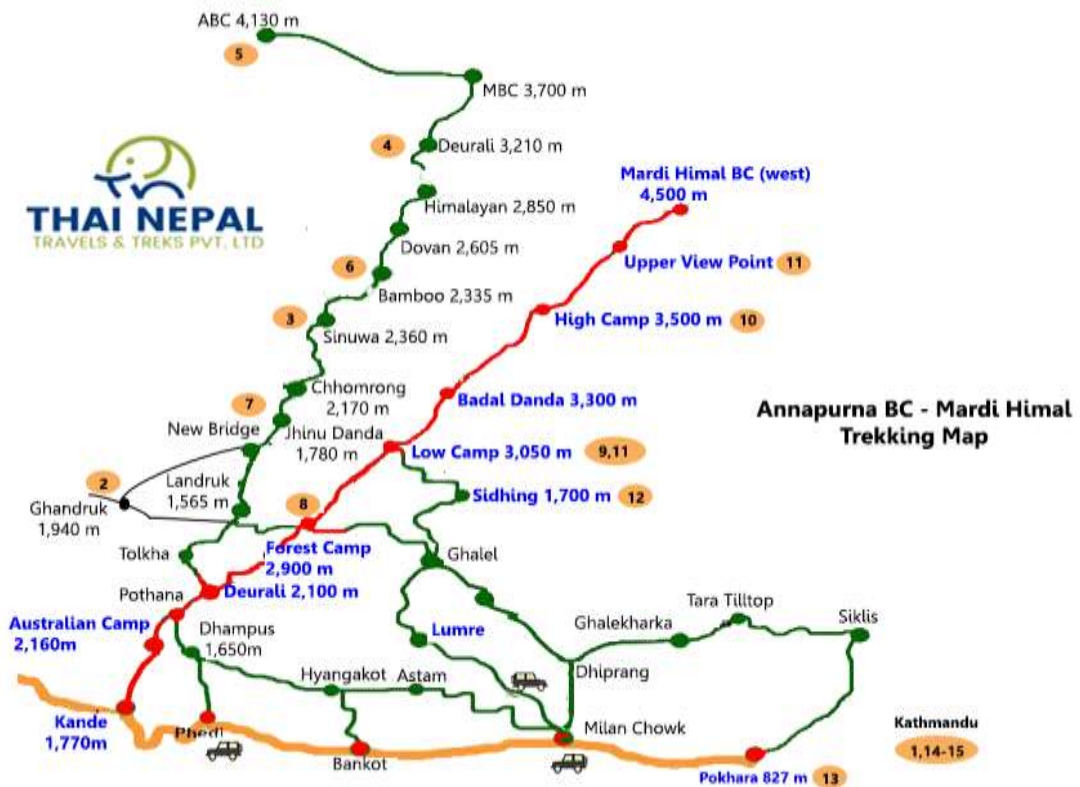 ABC 4,130 m
5
MBC 3,700 m
4
Deurali 3,210 m
THAI NEPAL
TRAVELS & TREKS PVT. LTD
Mardi Himal BC (west)
4,500 m
Himalayan 2,850 m
Dovan 2,605 m
Upper View Point
11
6
Bamboo 2,335 m
3
Sinuwa 2,360 m
High Camp 3,500 m
10
Chhomrong
2,170 m
Badal Danda 3,300 m
Annapurna BC - Mardi Himal
Trekking Map
7
New Bridge
Jhinu Danda
1,780 m
Low Camp 3,050 m
9,11
2
Ghandruk
1,940 m
Landruk
1,565 m
8
Sidhing 1,700 m
12
Tolkha
Forest Camp
2,900 m
Ghalel
Pothana
Deurali 2,100 m
Australian Camp
2,160m
Dhampus
1,650m
Lumre
Ghalekharka
Tara Tilltop
Siklis
Hyangakot
Astam
Dhiprang
Kande
1,770m
Phedi
Bankot
Milan Chowk
Kathmandu
1,14-15
Pokhara 827 m
13